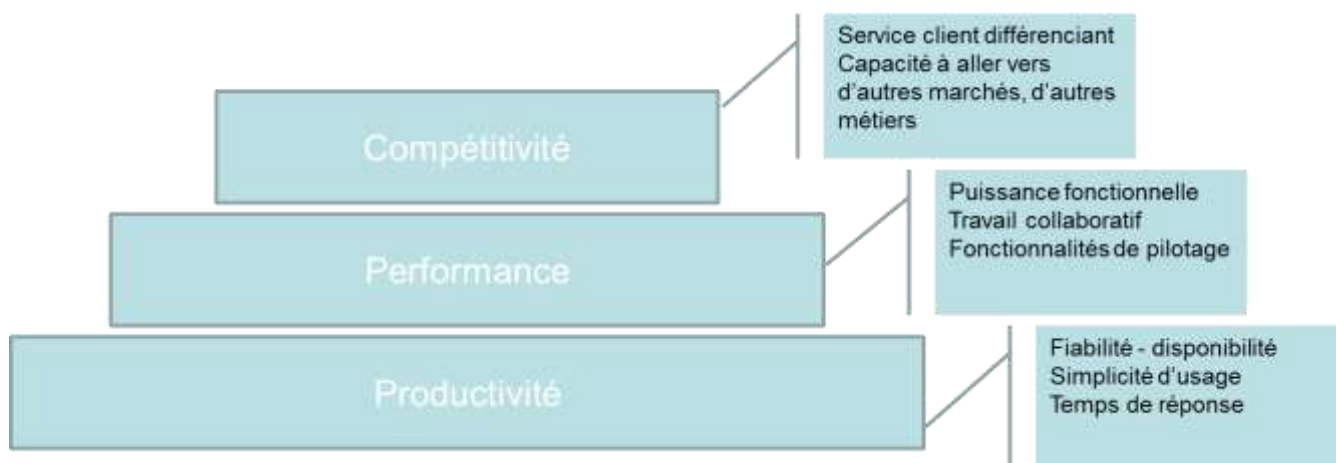 Service client différenciant
Capacité à aller vers
d'autres marchés, d'autres
métiers
Compétitivité
Puissance fonctionnelle
Travail collaboratif
Fonctionnalités de pilotage
Performance
Fiabilité - disponibilité
Simplicité d'usage
Temps de réponse
Productivité